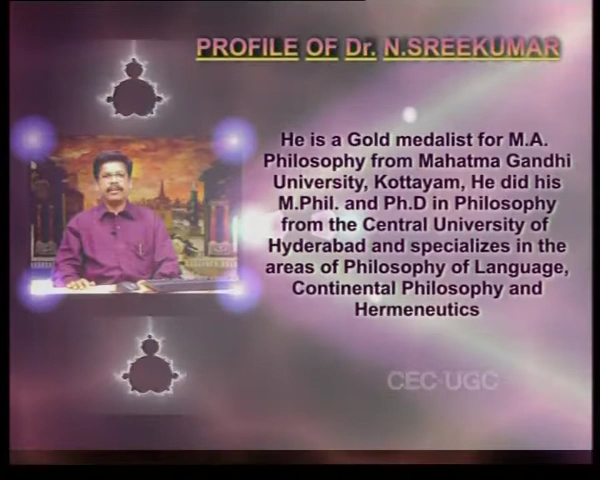 PROFILE OF Dr. N.SREEKUMAR
He is a Gold medalist for M.A.
Philosophy from Mahatma Gandhi
University, Kottayam, He did his
M.Phil. and Ph.D in Philosophy
from the Central University of
Hyderabad and specializes in the
areas of Philosophy of Language,
Continental Philosophy and
Hermeneutics
CEC-UGC